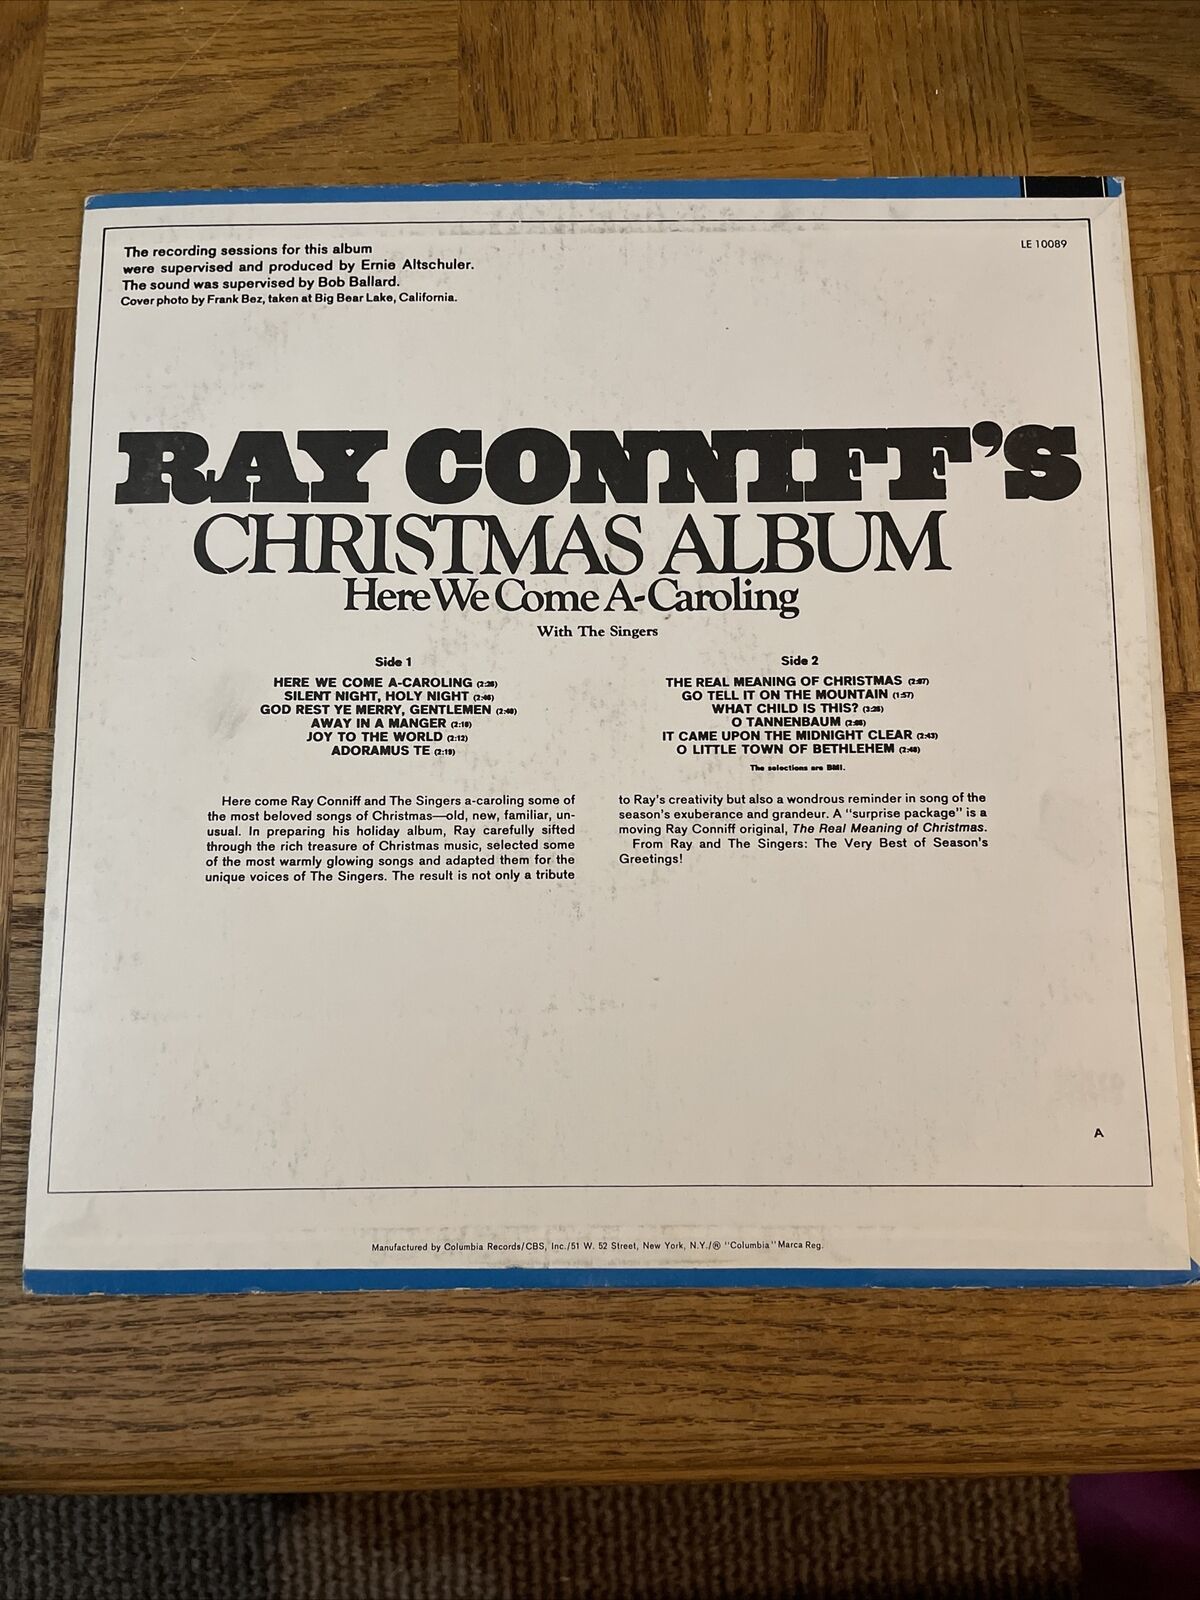 The recording sessions for this album
were supervised and produced by Ernie Altschuler.
The sound was supervised by Bob Ballard.
Cover photo by Frank Bez, taken at Big Bear Lake, California.
LE 10089
RAY CONNIFF'S
CHRISTMAS ALBUM
Here We Come A-Caroling
With The Singers
Side 1
HERE WE COME A-CAROLING
SILENT NIGHT, HOLY NIGHT
GOD REST YE MERRY, GENTLEMEN
AWAY IN A MANGER
JOY TO THE WORLD (2:12)
ADORAMUS TE
Side 2
THE REAL MEANING OF CHRISTMAS
GO TELL IT ON THE MOUNTAIN (1:57)
WHAT CHILD IS THIS?
O TANNENBAUM
IT CAME UPON THE MIDNIGHT CLEAR (2:43)
O LITTLE TOWN OF BETHLEHEM
The selections are BMI.
Here come Ray Conniff and The Singers a-caroling some of
the most beloved songs of Christmas—old, new, familiar, un-
usual. In preparing his holiday album, Ray carefully sifted
through the rich treasure of Christmas music, selected some
of the most warmly glowing songs and adapted them for the
unique voices of The Singers. The result is not only a tribute
to Ray's creativity but also a wondrous reminder in song of the
season's exuberance and grandeur. A "surprise package" is a
moving Ray Conniff original, The Real Meaning of Christmas.
From Ray and The Singers: The Very Best of Season's
Greetings!
A
Manufactured by Columbia Records/CBS, Inc./51 W. 52 Street, New York, N.Y./® "Columbia" Marca Reg.